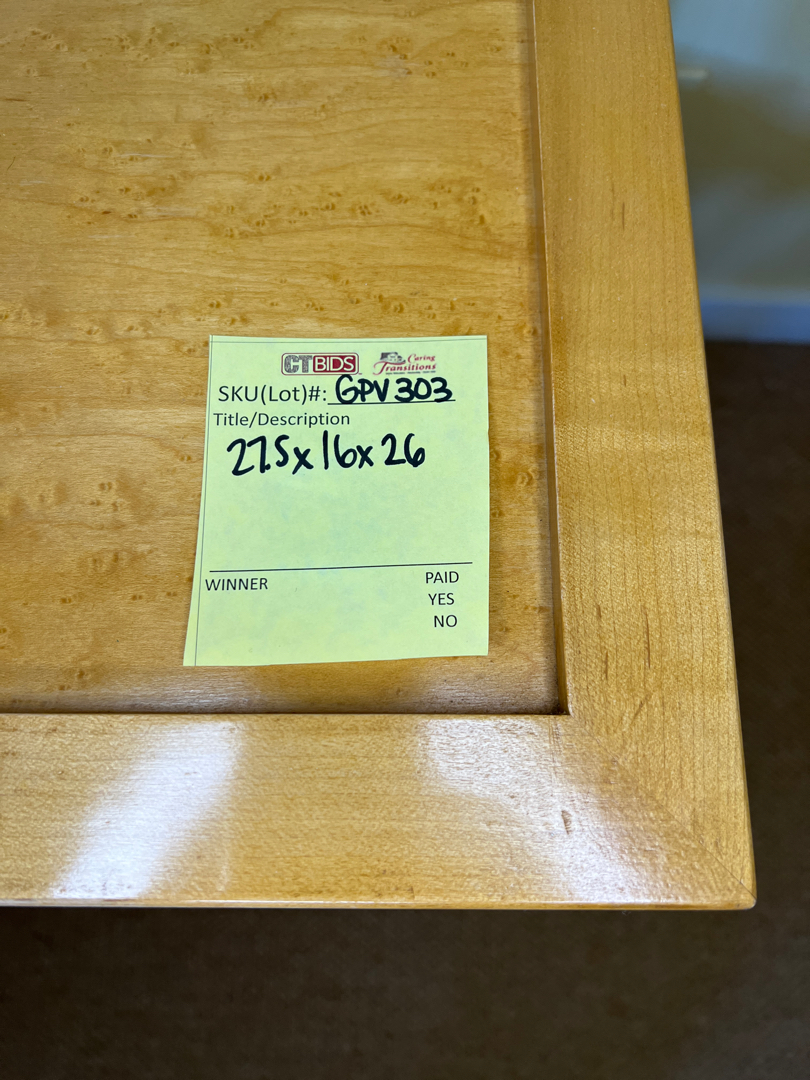 CTBIDS Caring Transitions
SKU(Lot)#: GPV303
Title/Description
27.5x16x26
WINNER PAID
YES
NO